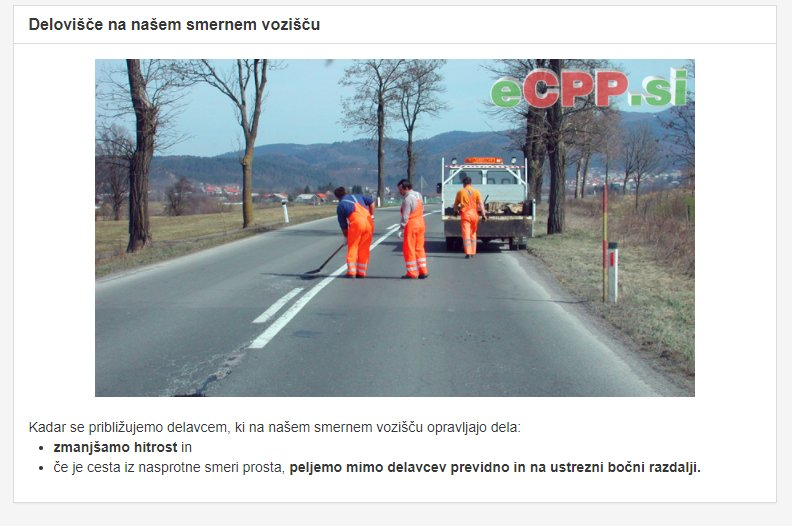 Delovišče na našem smernem vozišču
eCPP.si
Kadar se približujemo delavcem, ki na našem smernem vozišču opravljajo dela:
zmanjšamo hitrost in
če je cesta iz nasprotne smeri prosta, peljemo mimo delavcev previdno in na ustrezni bočni razdalji.